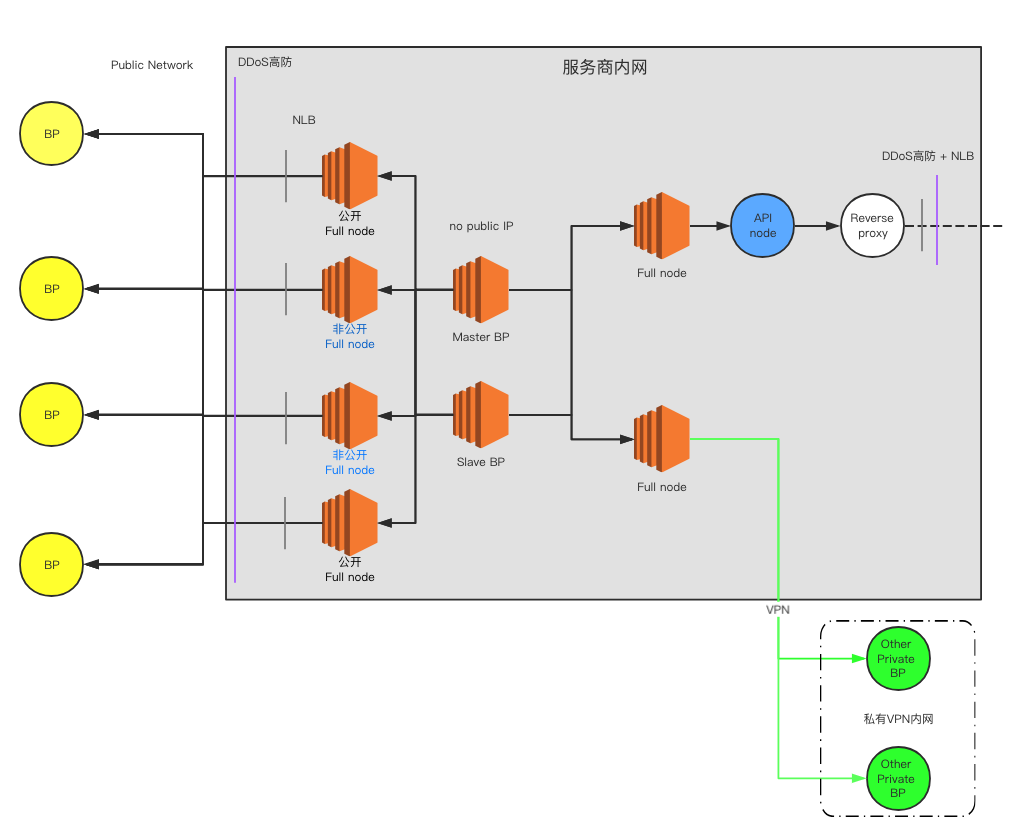 Public Network
DDoS高防
服务商内网
NLB
BP
DDoS高防 + NLB
公开
Full node
no public IP
API
node
Reverse
proxy
Full node
BP
非公开
Full node
Master BP
BP
非公开
Full node
Slave BP
Full node
BP
公开
Full node
VPN
Other
Private
BP
私有VPN内网
Other
Private
BP